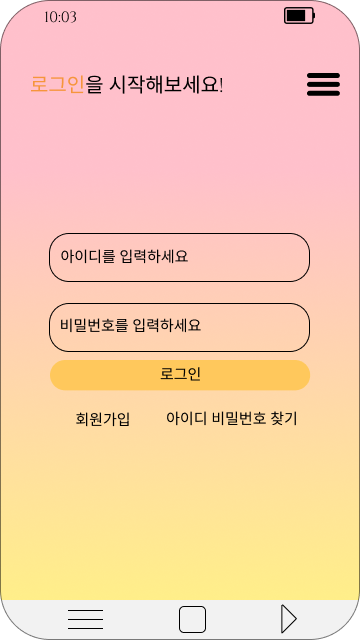 10:03
로그인을 시작해보세요!
아이디를 입력하세요
비밀번호를 입력하세요
로그인
회원가입 아이디 비밀번호 찾기